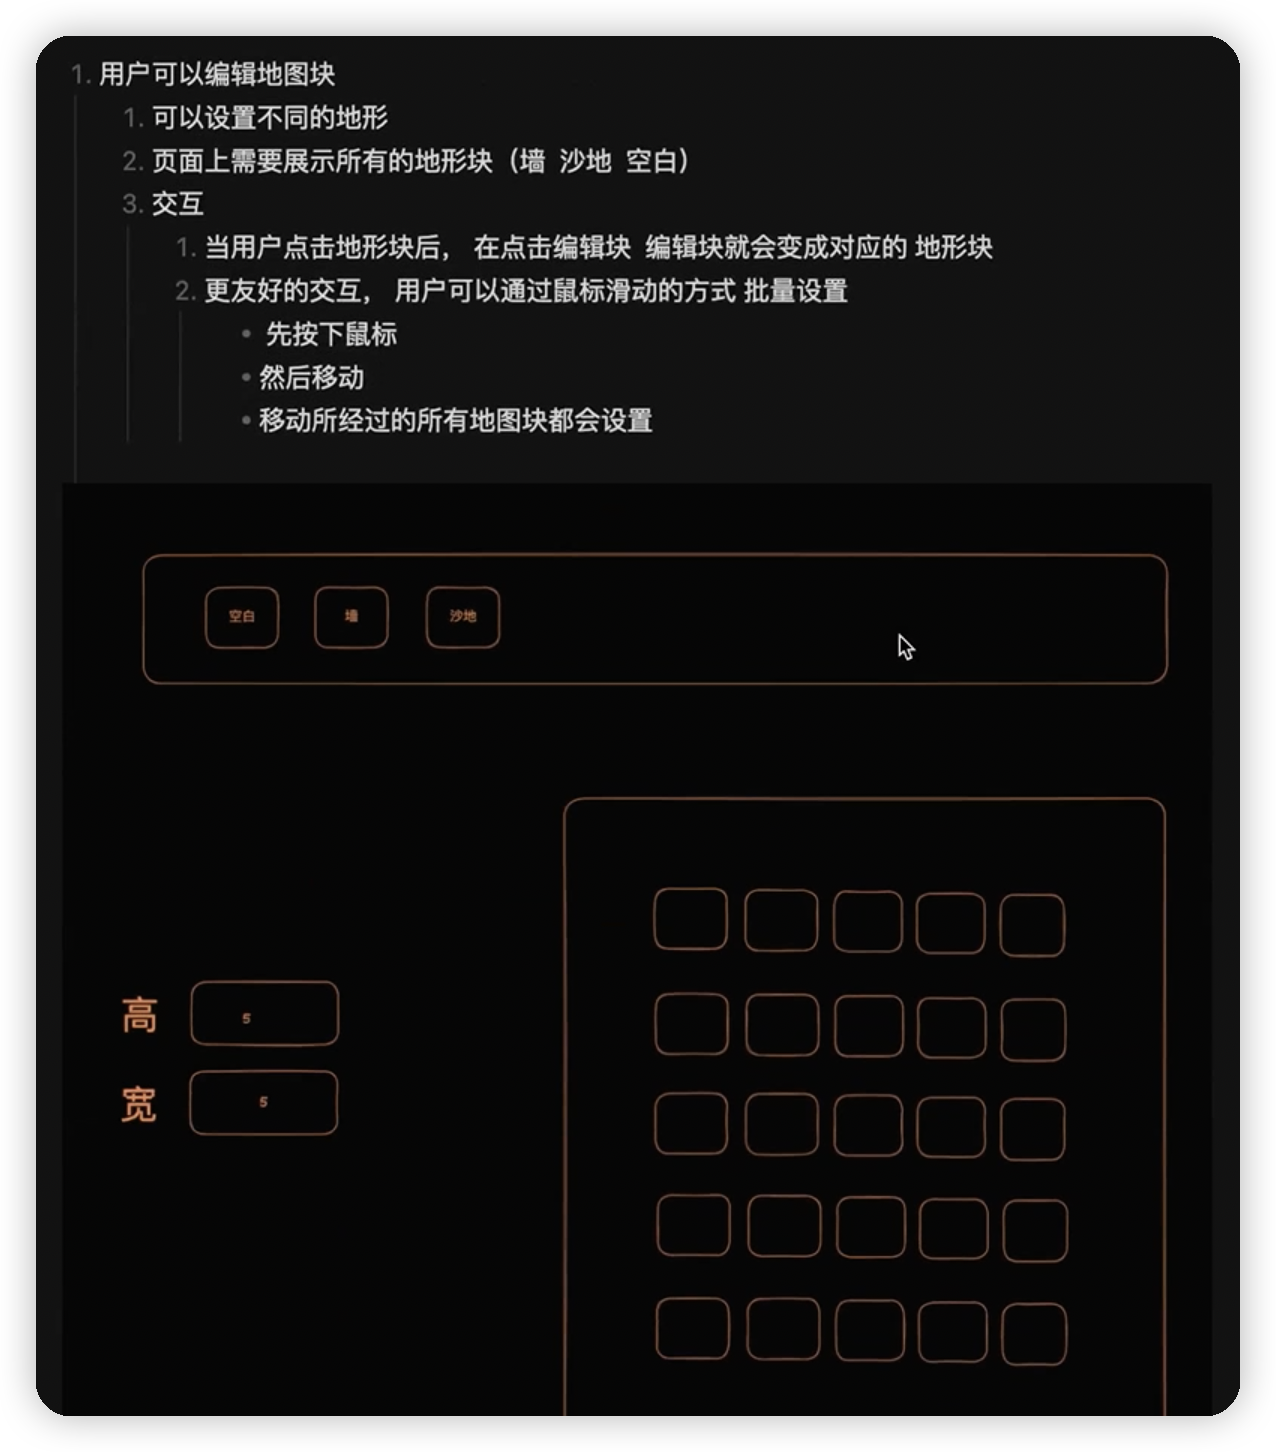 1. 用户可以编辑地图块
1. 可以设置不同的地形
2. 页面上需要展示所有的地形块（墙 沙地 空白）
3. 交互
1. 当用户点击地形块后， 在点击编辑块 编辑块就会变成对应的 地形块
2. 更友好的交互， 用户可以通过鼠标滑动的方式 批量设置
• 先按下鼠标
• 然后移动
• 移动所经过的所有地图块都会设置
空白 墙 沙地
高 5
宽 5